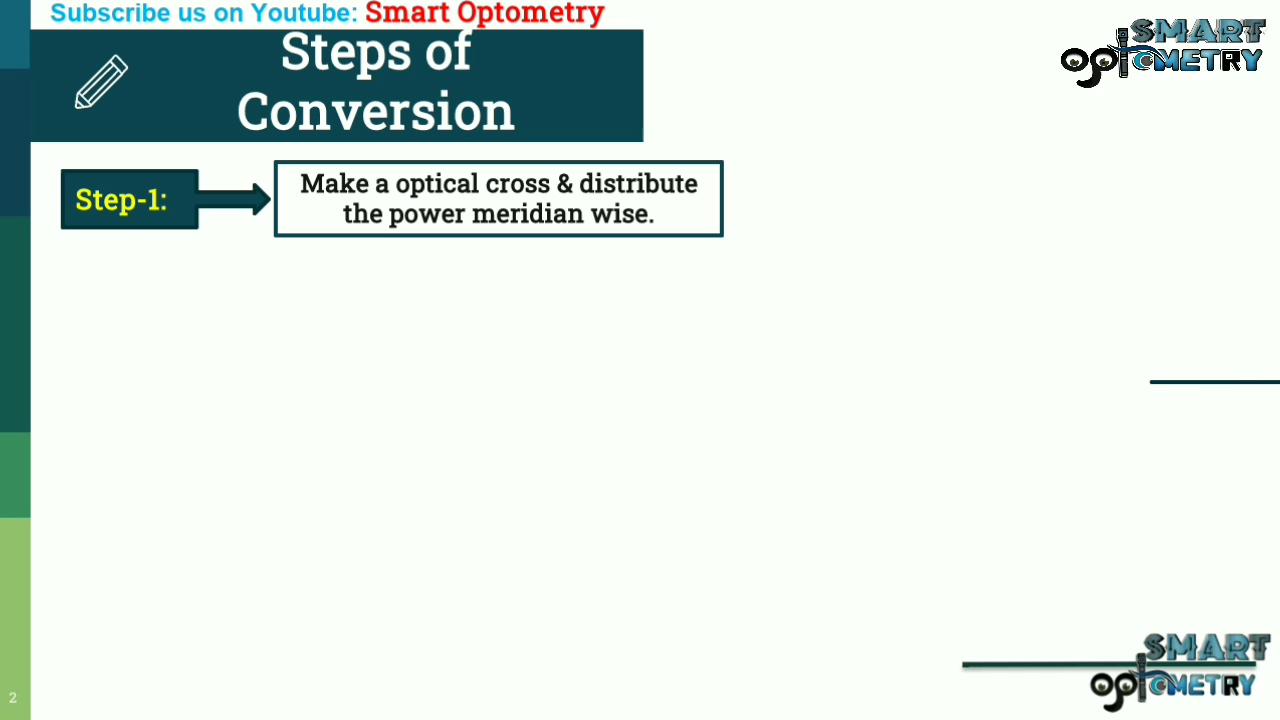 Subscribe us on Youtube: Smart Optometry
SMART
OptOMETRY
Steps of
Conversion
Step-1:
Make a optical cross & distribute
the power meridian wise.
SMART
OptOMETRY
2